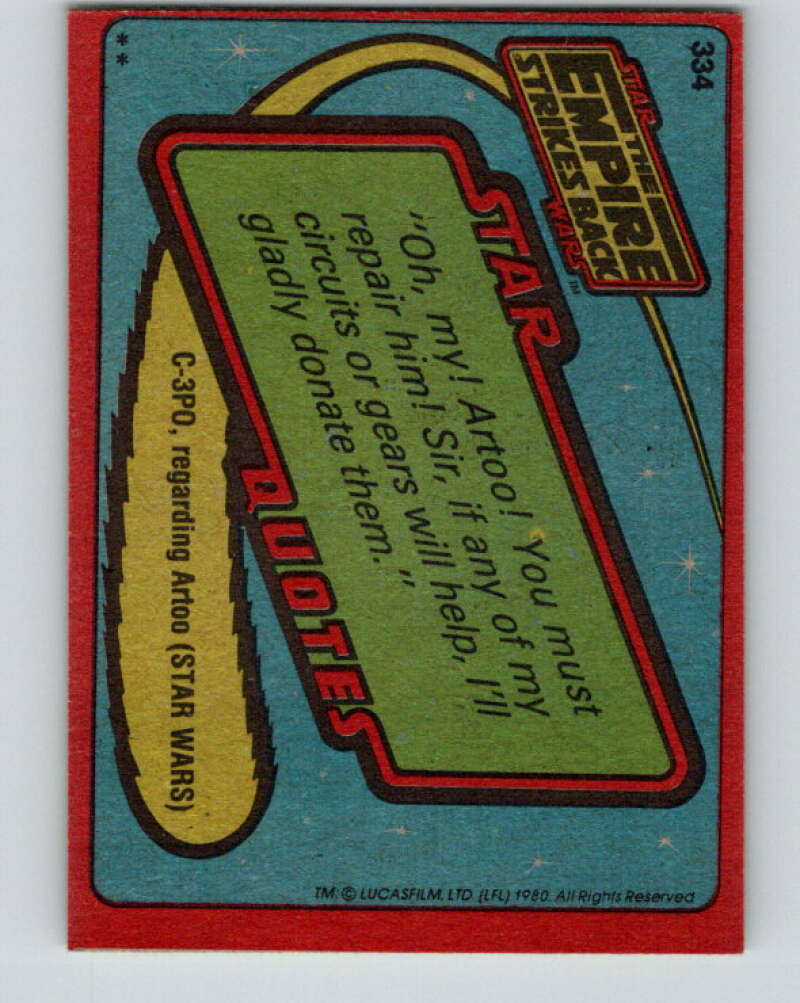 334
STAR
THE
EMPIRE
STRIKES BACK
WARS™
STAR
"Oh, my! Artoo! You must
repair him! Sir, if any of my
circuits or gears will help, I'll
gladly donate them."
QUOTES
C-3PO, regarding Artoo (STAR WARS)
TM: © LUCASFILM, LTD. (LFL) 1980. All Rights Reserved
**